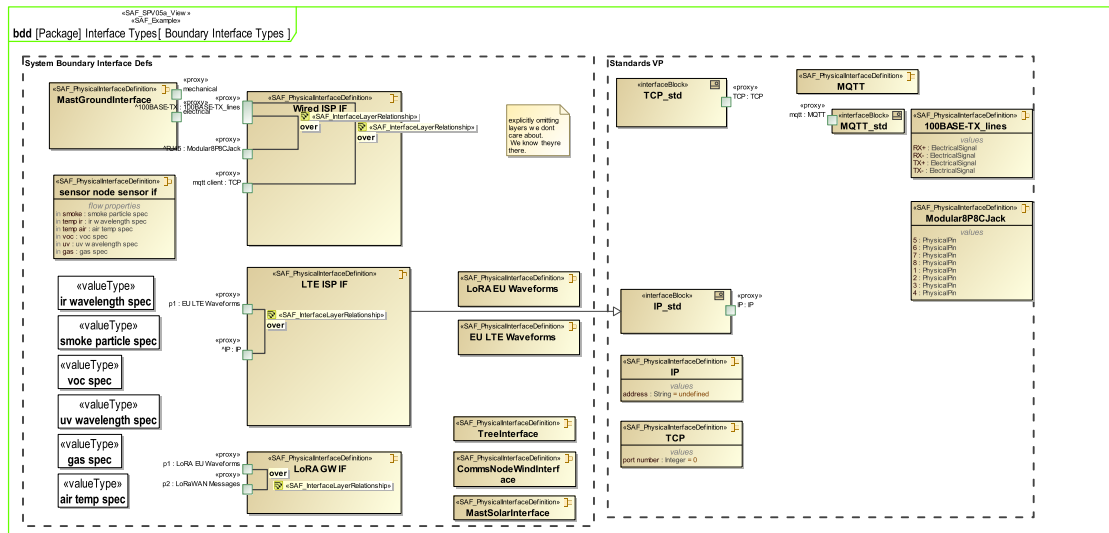 «SAF_SPV05a_View»
«SAF_Example»
bdd [Package] Interface Types[ Boundary Interface Types ]
System Boundary Interface Defs
«SAF_PhysicalInterfaceDefinition»
MastGroundInterface
«proxy»
mechanical
«proxy»
electrical
«SAF_PhysicalInterfaceDefinition»
Wired ISP IF
«proxy»
^100BASE-TX : 100BASE-TX_lines
«proxy»
^RJ45 : Modular8P8CJack
«proxy»
mqtt client : TCP
«SAF_InterfaceLayerRelationship»
over
«SAF_InterfaceLayerRelationship»
over
explicitly omitting
layers we dont
care about.
We know theyre
there.
«SAF_PhysicalInterfaceDefinition»
sensor node sensor if
flow properties
in smoke : smoke particle spec
in temp ir : ir wavelength spec
in temp air : air temp spec
in voc : voc spec
in uv : uv wavelength spec
in gas : gas spec
«valueType»
ir wavelength spec
«valueType»
smoke particle spec
«valueType»
voc spec
«valueType»
uv wavelength spec
«valueType»
gas spec
«valueType»
air temp spec
«SAF_PhysicalInterfaceDefinition»
LTE ISP IF
«proxy»
p1 : EU LTE Waveforms
«proxy»
^IP : IP
«SAF_InterfaceLayerRelationship»
over
«SAF_PhysicalInterfaceDefinition»
LoRA EU Waveforms
«SAF_PhysicalInterfaceDefinition»
EU LTE Waveforms
«SAF_PhysicalInterfaceDefinition»
LoRA GW IF
«proxy»
p1 : LoRA EU Waveforms
«proxy»
p2 : LoRaWAN Messages
over
«SAF_InterfaceLayerRelationship»
«SAF_PhysicalInterfaceDefinition»
TreeInterface
«SAF_PhysicalInterfaceDefinition»
CommsNodeWindInterf
ace
«SAF_PhysicalInterfaceDefinition»
MastSolarInterface
Standards VP
«interfaceBlock»
TCP_std
«proxy»
TCP : TCP
«SAF_PhysicalInterfaceDefinition»
MQTT
«proxy»
mqtt : MQTT
«interfaceBlock»
MQTT_std
«SAF_PhysicalInterfaceDefinition»
100BASE-TX_lines
values
RX+ : ElectricalSignal
RX- : ElectricalSignal
TX+ : ElectricalSignal
TX- : ElectricalSignal
«SAF_PhysicalInterfaceDefinition»
Modular8P8CJack
values
5 : PhysicalPin
6 : PhysicalPin
7 : PhysicalPin
8 : PhysicalPin
1 : PhysicalPin
2 : PhysicalPin
3 : PhysicalPin
4 : PhysicalPin
«interfaceBlock»
IP_std
«proxy»
IP : IP
«SAF_PhysicalInterfaceDefinition»
IP
values
address : String = undefined
«SAF_PhysicalInterfaceDefinition»
TCP
values
port number : Integer = 0